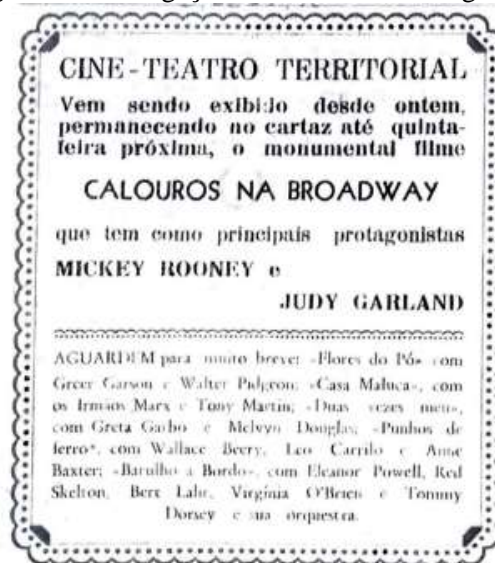 CINE-TEATRO TERRITORIAL
Vem sendo exibido desde ontem,
permanecendo no cartaz até quinta-
feira próxima, o monumental filme
CALOUROS NA BROADWAY
que tem como principais protagonistas
MICKEY ROONEY e
JUDY GARLAND
AGUARDEM para muito breve: «Flores do Pó» com
Greer Garson e Walter Pidgeon; «Casa Maluca», com
os Irmãos Marx e Tony Martin; «Duas vezes meu»,
com Greta Garbo e Melvyn Douglas; «Punhos de
ferro», com Wallace Beery, Leo Carrilo e Anne
Baxter; «Barulho a Bordo», com Eleanor Powell, Red
Skelton, Bert Lahr, Virgínia O'Brien e Tommy
Dorsey e sua orquestra.